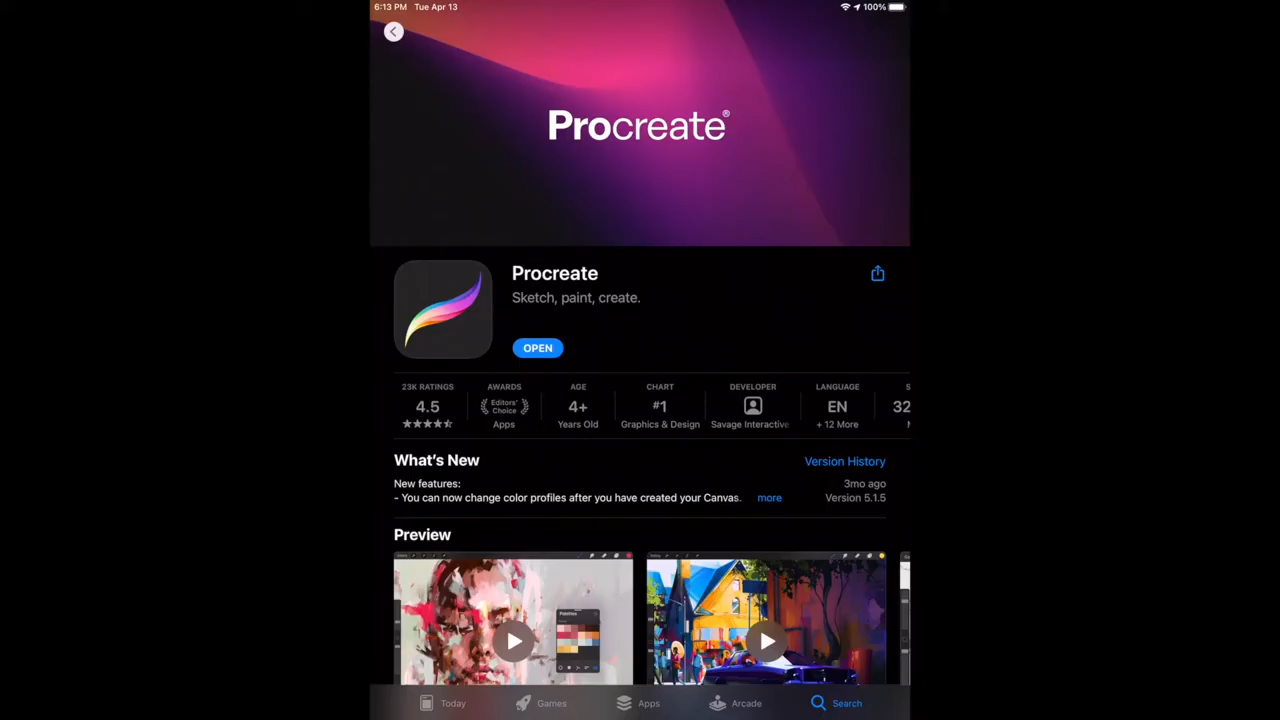 6:13 PM Tue Apr 13 100%
Procreate®
Procreate
Sketch, paint, create.
OPEN
23K RATINGS AWARDS AGE CHART DEVELOPER LANGUAGE S
4.5 Editors' Choice 4+ #1 EN 32
Apps Years Old Graphics & Design Savage Interactive + 12 More
What's New Version History
New features: 3mo ago
- You can now change color profiles after you have created your Canvas. more Version 5.1.5
Preview
Palettes
Today Games Apps Arcade Search